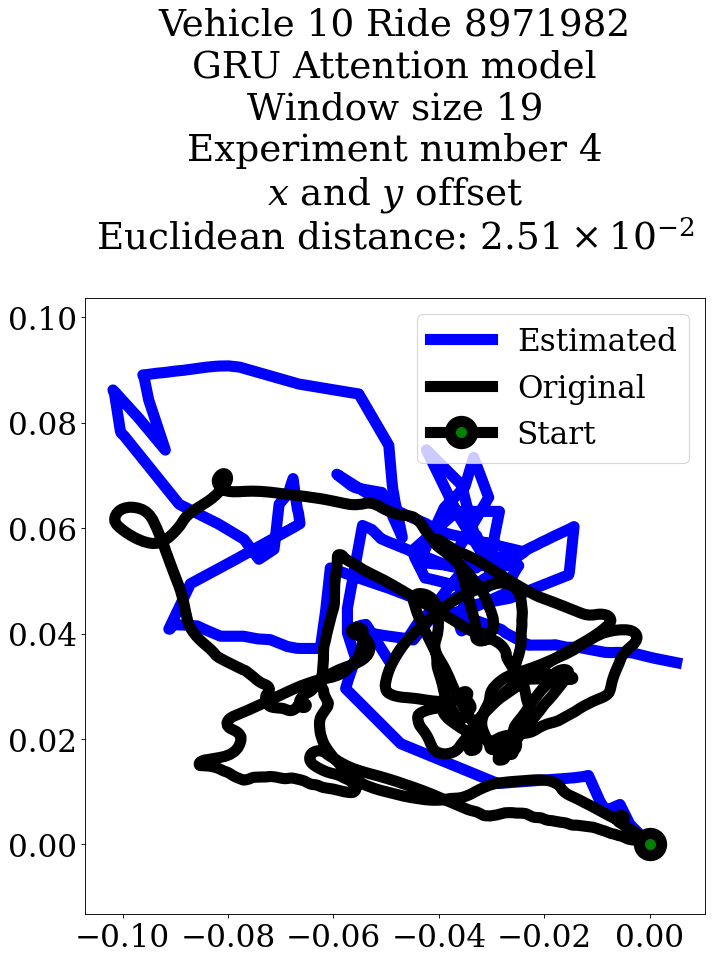 Vehicle 10 Ride 8971982
GRU Attention model
Window size 19
Experiment number 4
x and y offset
Euclidean distance: 2.51 × 10⁻²
Estimated
Original
Start
0.10
0.08
0.06
0.04
0.02
0.00
−0.10 −0.08 −0.06 −0.04 −0.02 0.00